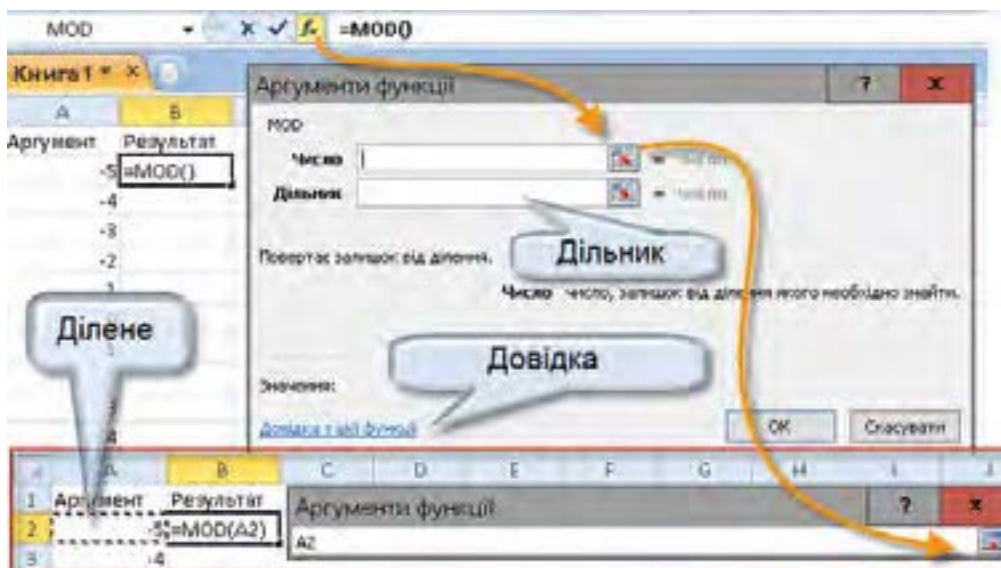 MOD fx =MOD()
Книга1 * ×
Аргументи функції ? x
A B
MOD
Аргумент Результат
Число =
-5 =MOD()
Дільник =
-4
-3
-2
Повертає залишок від ділення.
Дільник
Число число, залишок від ділення якого необхідно знайти.
Ділене
Довідка
Значення:
Довідка з цієї функції
OK Скасувати
A B C D E F G H I J
1 Аргумент Результат
Аргументи функції ? x
2 -5 =MOD(A2)
A2
3 -4